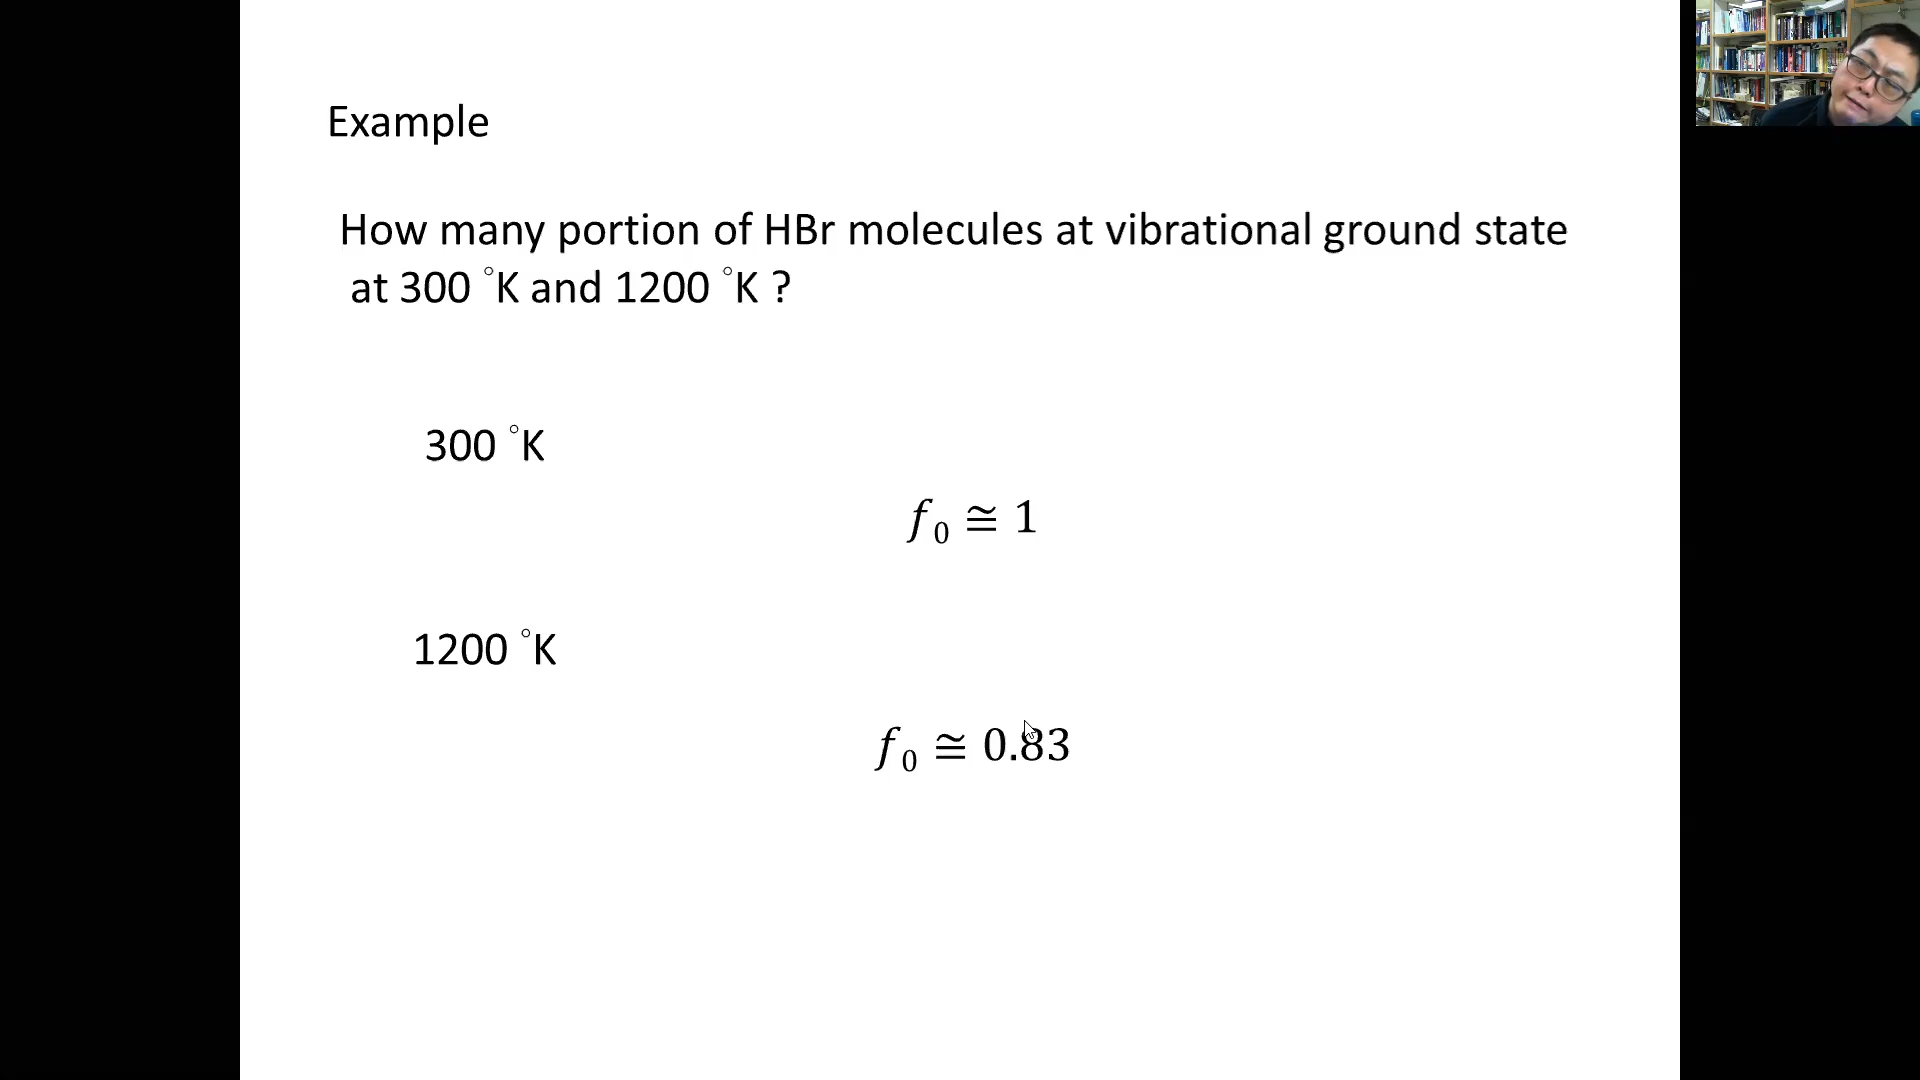 Example
How many portion of HBr molecules at vibrational ground state
at 300 °K and 1200 °K ?
300 °K
f₀ ≅ 1
1200 °K
f₀ ≅ 0.83